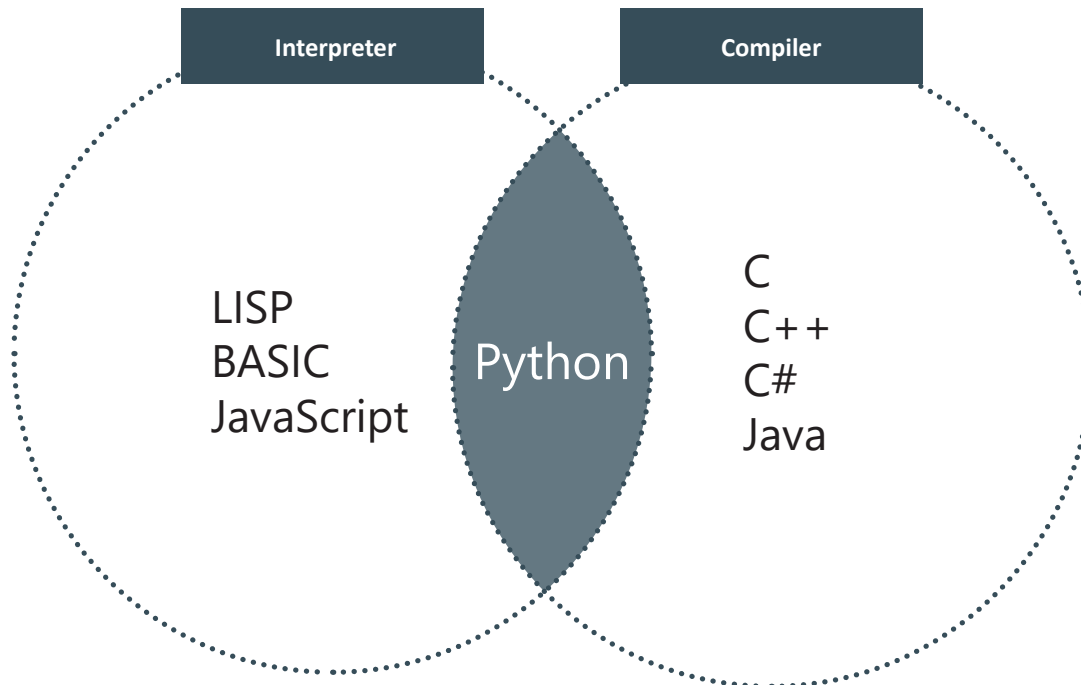 Interpreter
Compiler
LISP
BASIC
JavaScript
Python
C
C++
C#
Java